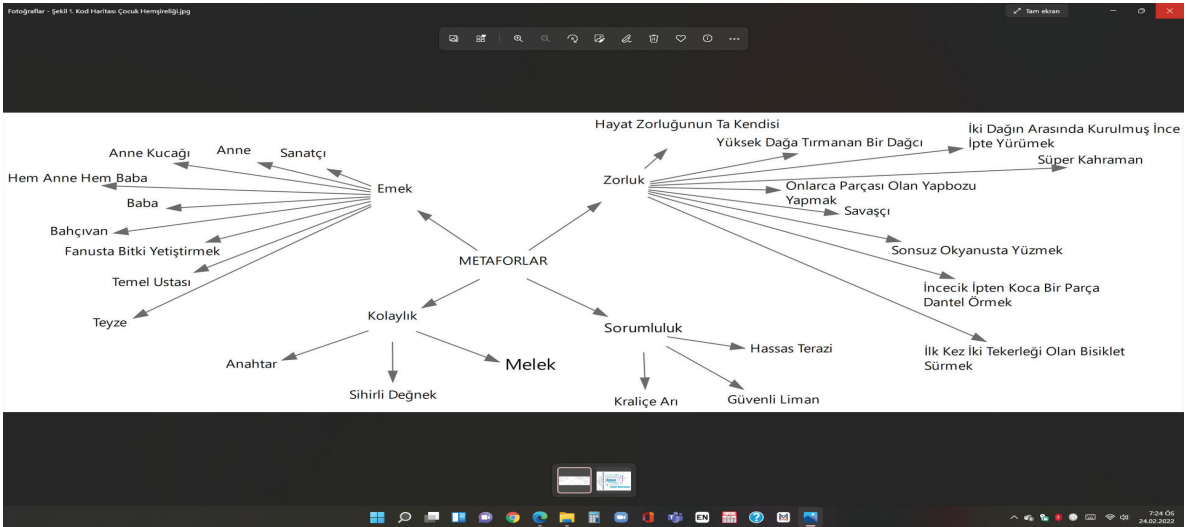 Fotoğraflar - Şekil 1. Kod Haritası Çocuk Hemşireliği.jpg
Tam ekran
Hayat Zorluğunun Ta Kendisi
Yüksek Dağa Tırmanan Bir Dağcı
İki Dağın Arasında Kurulmuş İnce
İpte Yürümek
Süper Kahraman
Anne Kucağı
Anne
Sanatçı
Hem Anne Hem Baba
Emek
Zorluk
Onlarca Parçası Olan Yapbozu
Yapmak
Baba
Savaşçı
Bahçıvan
Fanusta Bitki Yetiştirmek
Sonsuz Okyanusta Yüzmek
METAFORLAR
Temel Ustası
İncecik İpten Koca Bir Parça
Dantel Örmek
Teyze
Kolaylık
Sorumluluk
Hassas Terazi
İlk Kez İki Tekerleği Olan Bisiklet
Sürmek
Anahtar
Melek
Sihirli Değnek
Kraliçe Arı
Güvenli Liman
EN
7:24 ÖS
24.02.2022